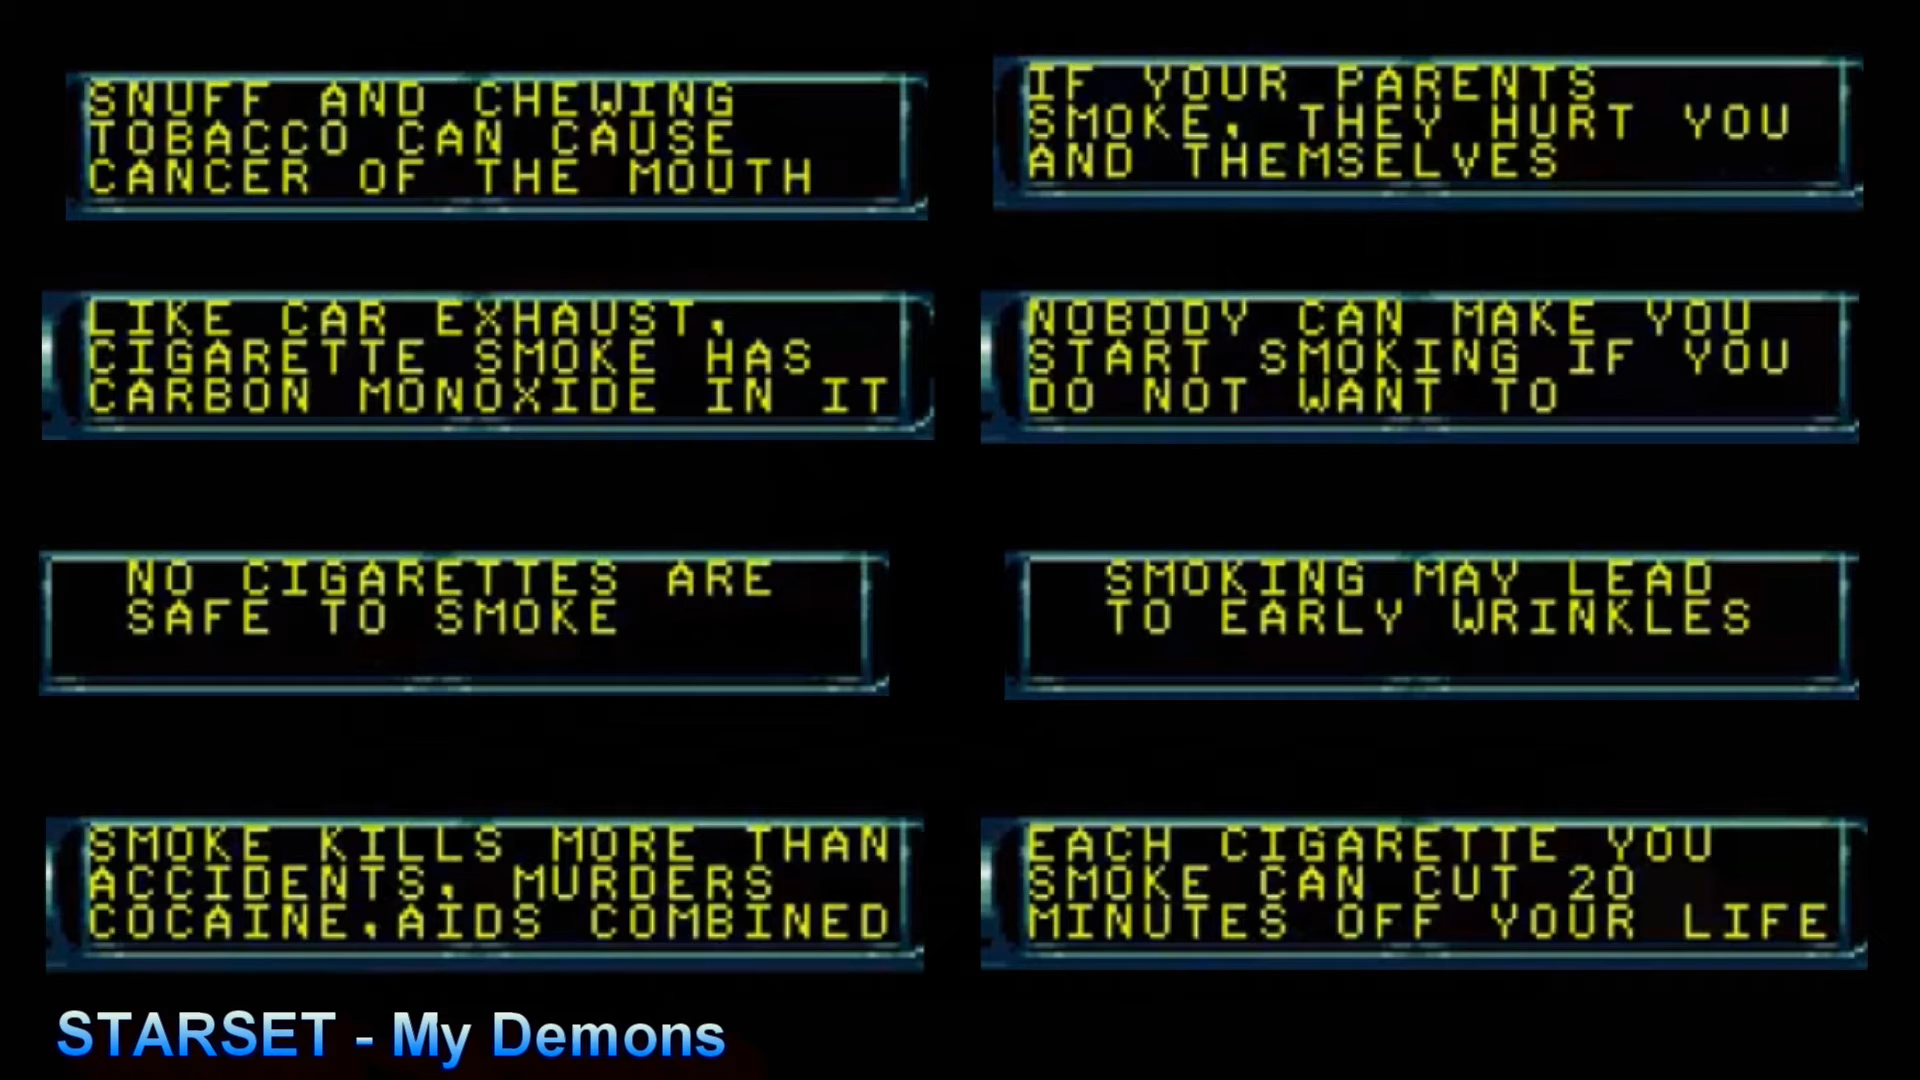 SNUFF AND CHEWING
TOBACCO CAN CAUSE
CANCER OF THE MOUTH
IF YOUR PARENTS
SMOKE, THEY HURT YOU
AND THEMSELVES
LIKE CAR EXHAUST,
CIGARETTE SMOKE HAS
CARBON MONOXIDE IN IT
NOBODY CAN MAKE YOU
START SMOKING IF YOU
DO NOT WANT TO
NO CIGARETTES ARE
SAFE TO SMOKE
SMOKING MAY LEAD
TO EARLY WRINKLES
SMOKE KILLS MORE THAN
ACCIDENTS, MURDERS
COCAINE,AIDS COMBINED
EACH CIGARETTE YOU
SMOKE CAN CUT 20
MINUTES OFF YOUR LIFE
STARSET - My Demons